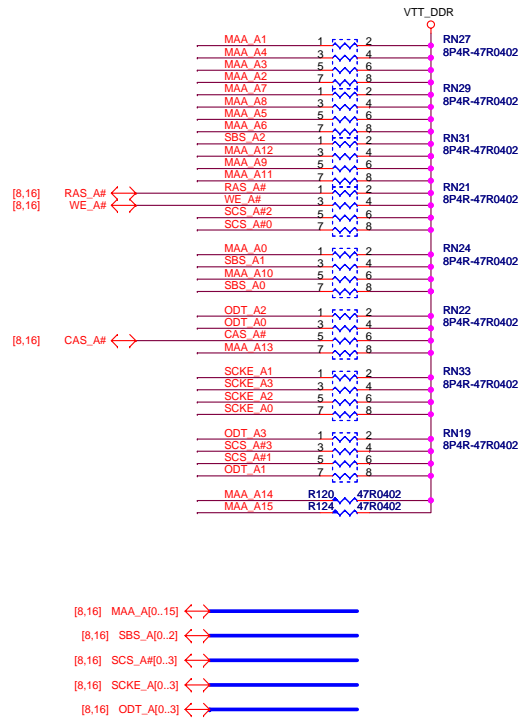 VTT_DDR
MAA_A1 1 2 RN27
MAA_A4 3 4 8P4R-47R0402
MAA_A3 5 6
MAA_A2 7 8
MAA_A7 1 2 RN29
MAA_A8 3 4 8P4R-47R0402
MAA_A5 5 6
MAA_A6 7 8
SBS_A2 1 2 RN31
MAA_A12 3 4 8P4R-47R0402
MAA_A9 5 6
MAA_A11 7 8
[8,16] RAS_A# RAS_A# 1 2 RN21
[8,16] WE_A# WE_A# 3 4 8P4R-47R0402
SCS_A#2 5 6
SCS_A#0 7 8
MAA_A0 1 2 RN24
SBS_A1 3 4 8P4R-47R0402
MAA_A10 5 6
SBS_A0 7 8
ODT_A2 1 2 RN22
ODT_A0 3 4 8P4R-47R0402
[8,16] CAS_A# CAS_A# 5 6
MAA_A13 7 8
SCKE_A1 1 2 RN33
SCKE_A3 3 4 8P4R-47R0402
SCKE_A2 5 6
SCKE_A0 7 8
ODT_A3 1 2 RN19
SCS_A#3 3 4 8P4R-47R0402
SCS_A#1 5 6
ODT_A1 7 8
MAA_A14 R120 47R0402
MAA_A15 R124 47R0402
[8,16] MAA_A[0..15]
[8,16] SBS_A[0..2]
[8,16] SCS_A#[0..3]
[8,16] SCKE_A[0..3]
[8,16] ODT_A[0..3]